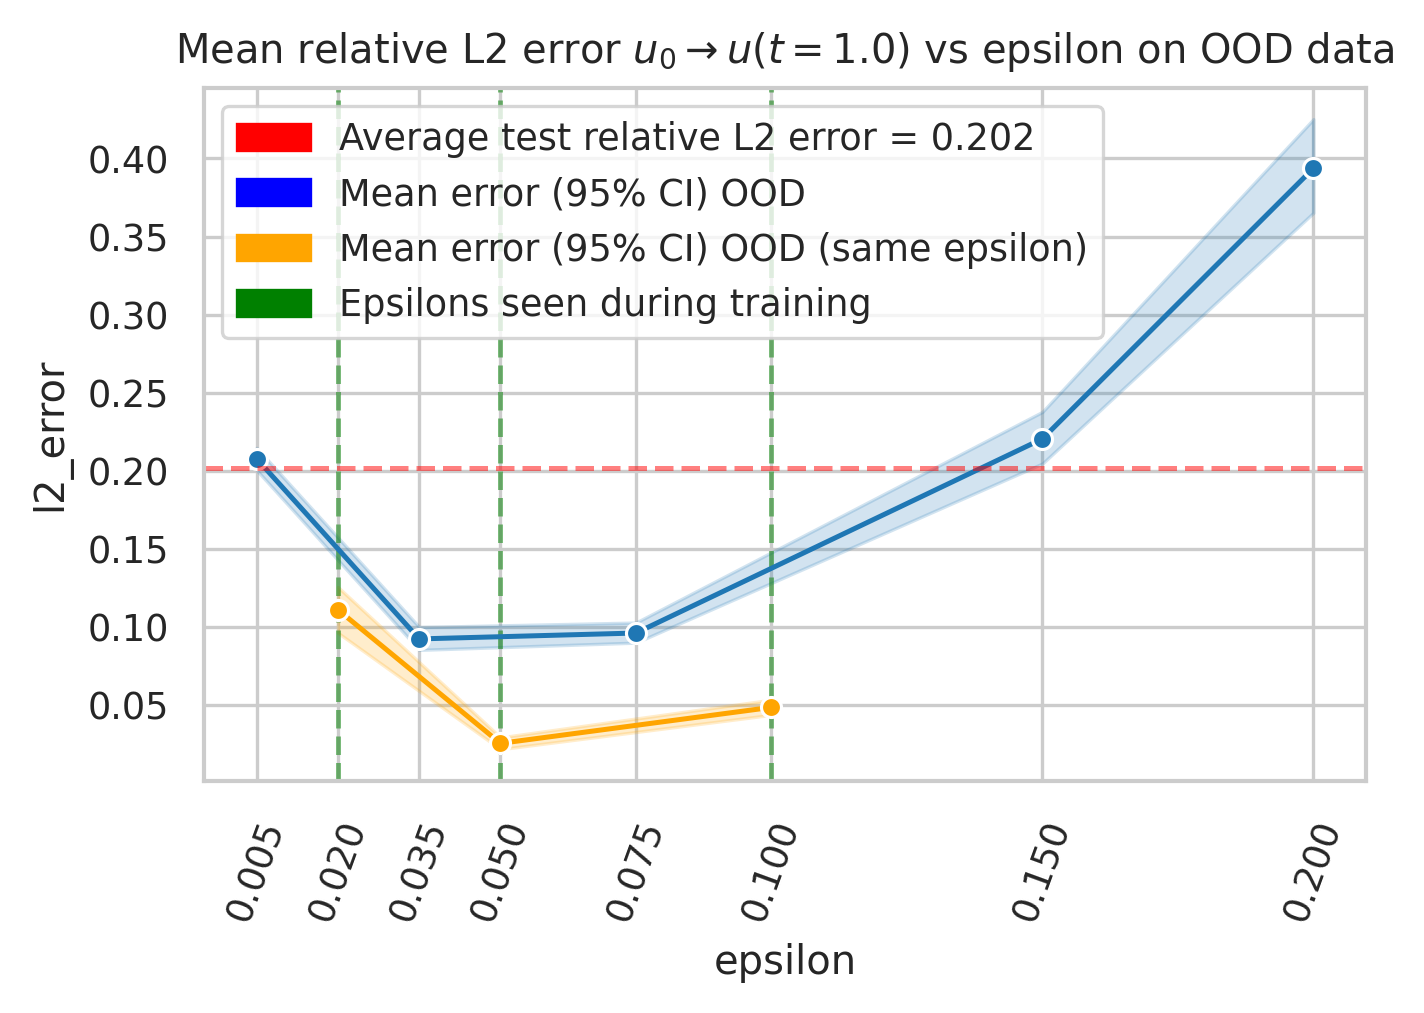 Mean relative L2 error u₀→u(t=1.0) vs epsilon on OOD data
Average test relative L2 error = 0.202
Mean error (95% CI) OOD
Mean error (95% CI) OOD (same epsilon)
Epsilons seen during training
l2_error
0.40
0.35
0.30
0.25
0.20
0.15
0.10
0.05
0.005
0.020
0.035
0.050
0.075
0.100
0.150
0.200
epsilon